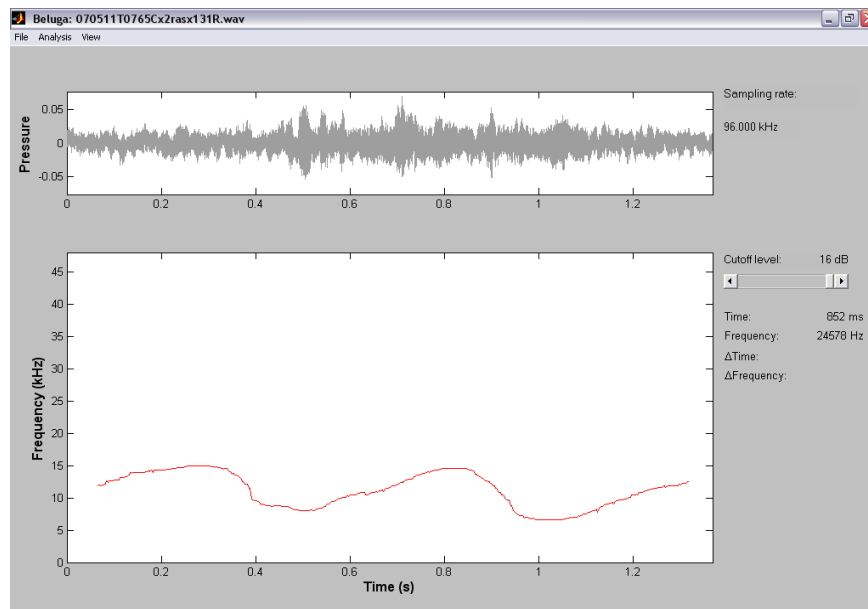 Beluga: 070511T0765Cx2rasx131R.wav
File Analysis View
Pressure
0.05
0
-0.05
0 0.2 0.4 0.6 0.8 1 1.2
Sampling rate:
96.000 kHz
Frequency (kHz)
45
40
35
30
25
20
15
10
5
0
0 0.2 0.4 0.6 0.8 1 1.2
Time (s)
Cutoff level: 16 dB
Time: 852 ms
Frequency: 24578 Hz
ΔTime:
ΔFrequency: